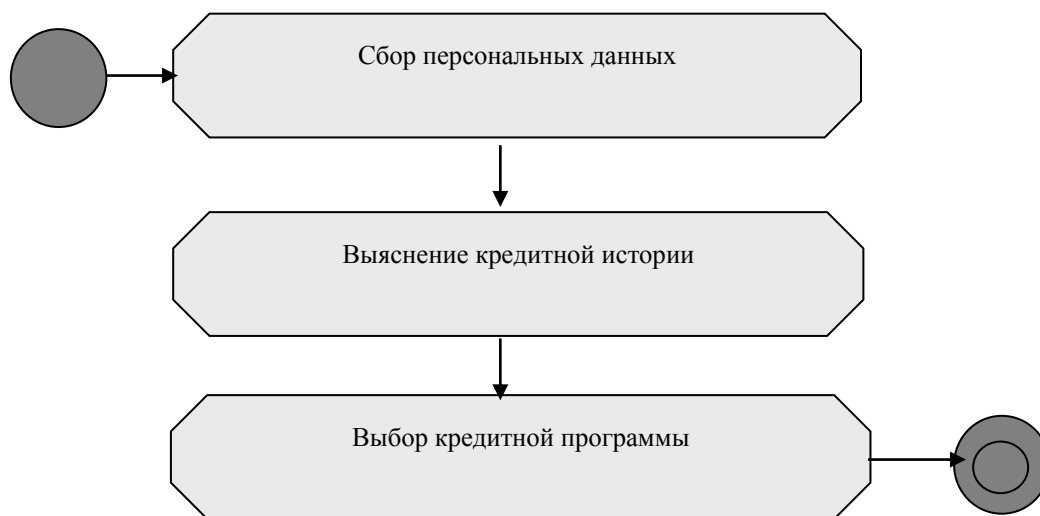 Сбор персональных данных
Выяснение кредитной истории
Выбор кредитной программы